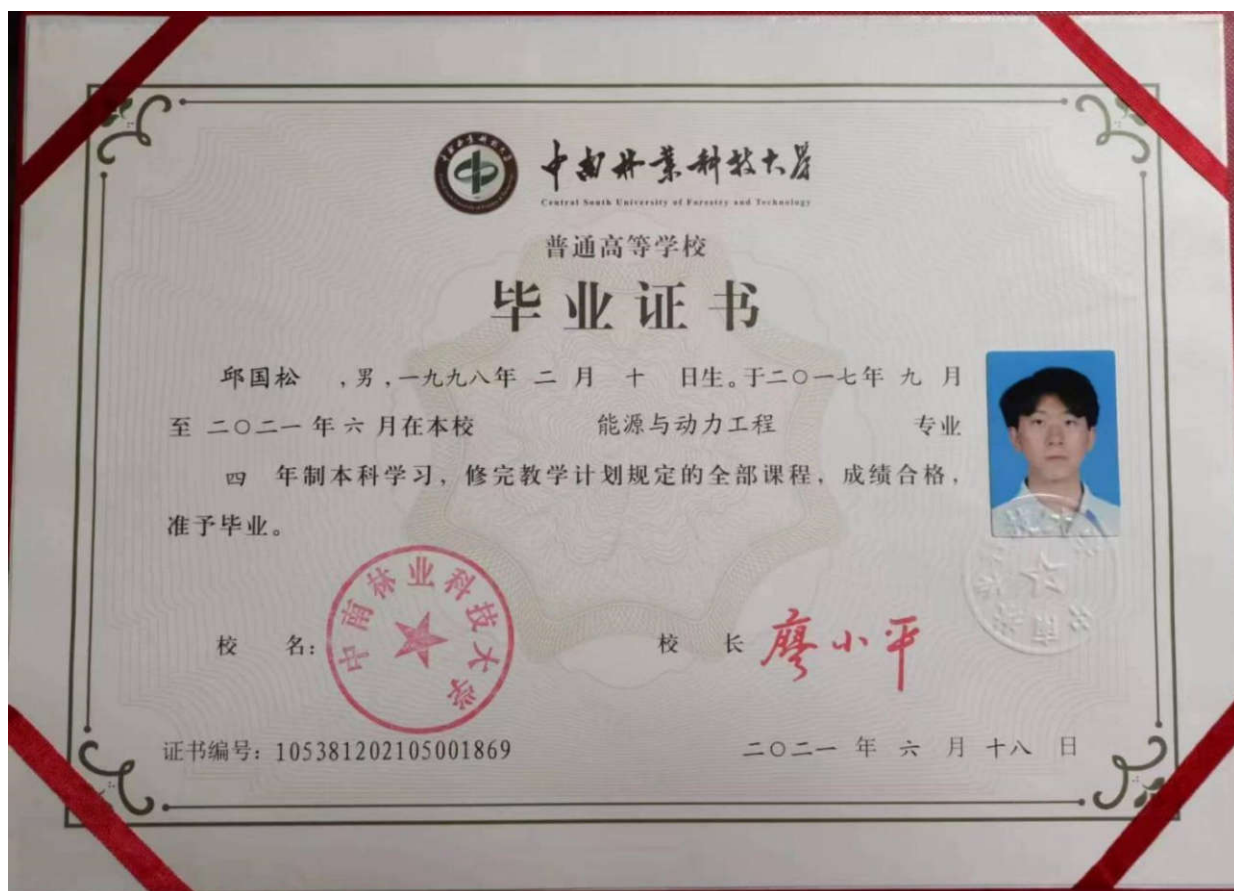 中南林业科技大学
Central South University of Forestry and Technology
普通高等学校
毕业证书
邱国松 ,男,一九九八年 二 月 十 日生。于二〇一七年 九 月
至 二〇二一 年 六 月在本校 能源与动力工程 专业
四 年制本科学习，修完教学计划规定的全部课程，成绩合格，
准予毕业。
校 名：
中南林业科技大学
校 长 廖小平
证书编号：105381202105001869
二〇二一 年 六 月 十八 日